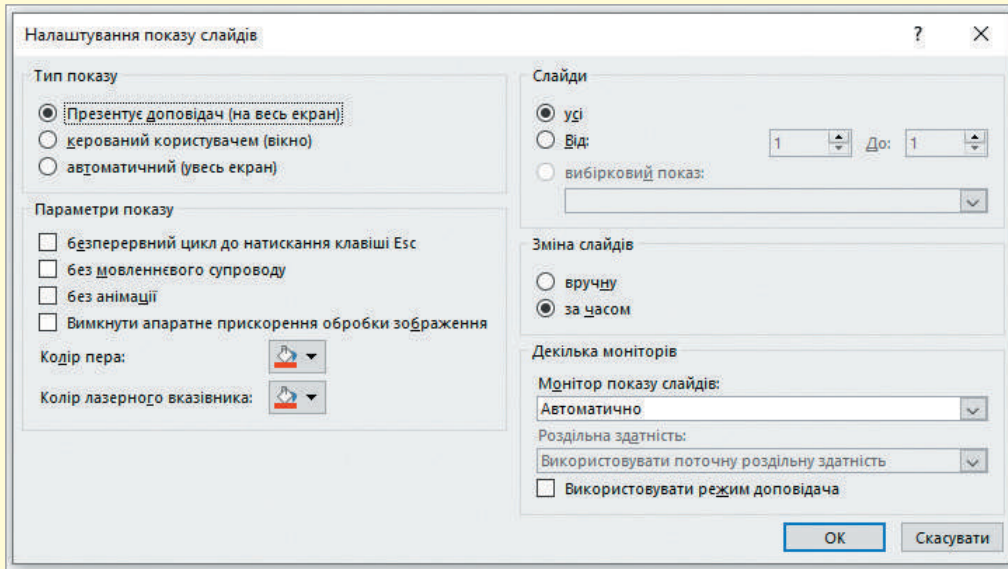 Налаштування показу слайдів
Тип показу
Презентує доповідач (на весь екран)
керований користувачем (вікно)
автоматичний (увесь екран)
Параметри показу
безперервний цикл до натискання клавіші Esc
без мовленнєвого супроводу
без анімації
Вимкнути апаратне прискорення обробки зображення
Колір пера:
Колір лазерного вказівника:
Слайди
усі
Від: 1 До: 1
вибірковий показ:
Зміна слайдів
вручну
за часом
Декілька моніторів
Монітор показу слайдів:
Автоматично
Роздільна здатність:
Використовувати поточну роздільну здатність
Використовувати режим доповідача
ОК Скасувати